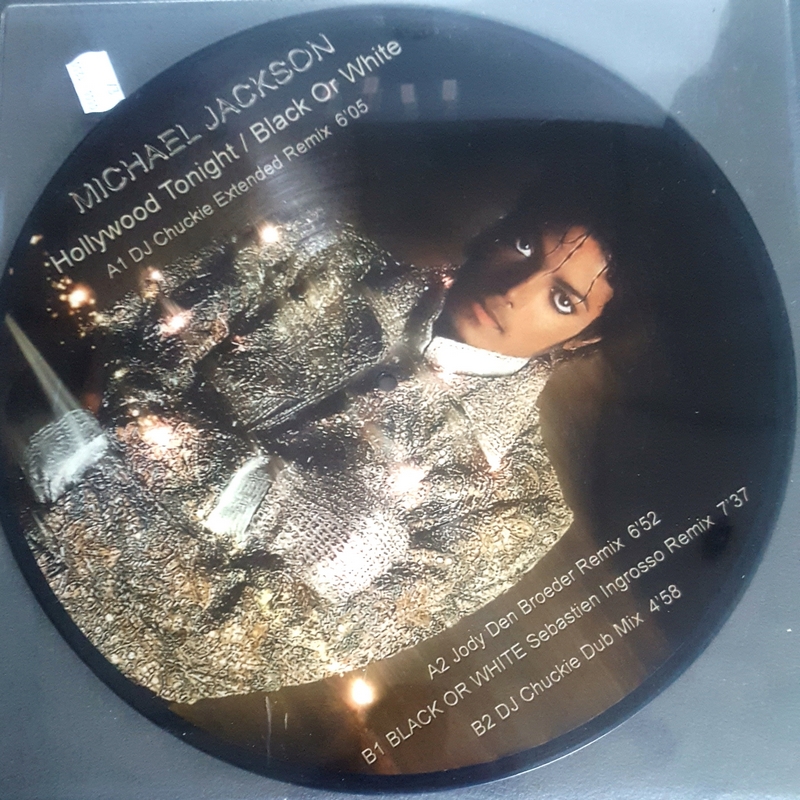 MICHAEL JACKSON
Hollywood Tonight / Black Or White
A1 DJ Chuckie Extended Remix 6'05
A2 Jody Den Broeder Remix 6'52
B1 BLACK OR WHITE Sebastien Ingrosso Remix 7'37
B2 DJ Chuckie Dub Mix 4'58